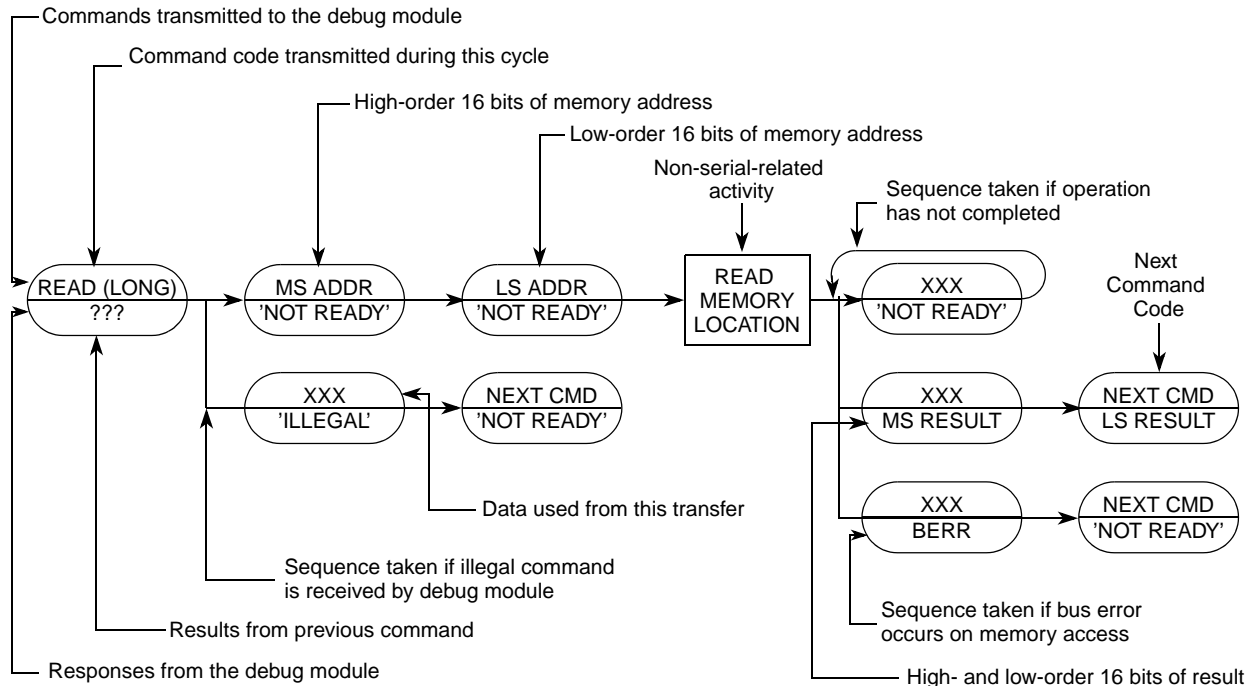 Commands transmitted to the debug module
Command code transmitted during this cycle
High-order 16 bits of memory address
Low-order 16 bits of memory address
Non-serial-related
activity
Sequence taken if operation
has not completed
Next
Command
Code
READ (LONG)
???
MS ADDR
'NOT READY'
LS ADDR
'NOT READY'
READ
MEMORY
LOCATION
XXX
'NOT READY'
XXX
'ILLEGAL'
NEXT CMD
'NOT READY'
XXX
MS RESULT
NEXT CMD
LS RESULT
XXX
BERR
NEXT CMD
'NOT READY'
Data used from this transfer
Sequence taken if illegal command
is received by debug module
Sequence taken if bus error
occurs on memory access
Results from previous command
Responses from the debug module
High- and low-order 16 bits of result